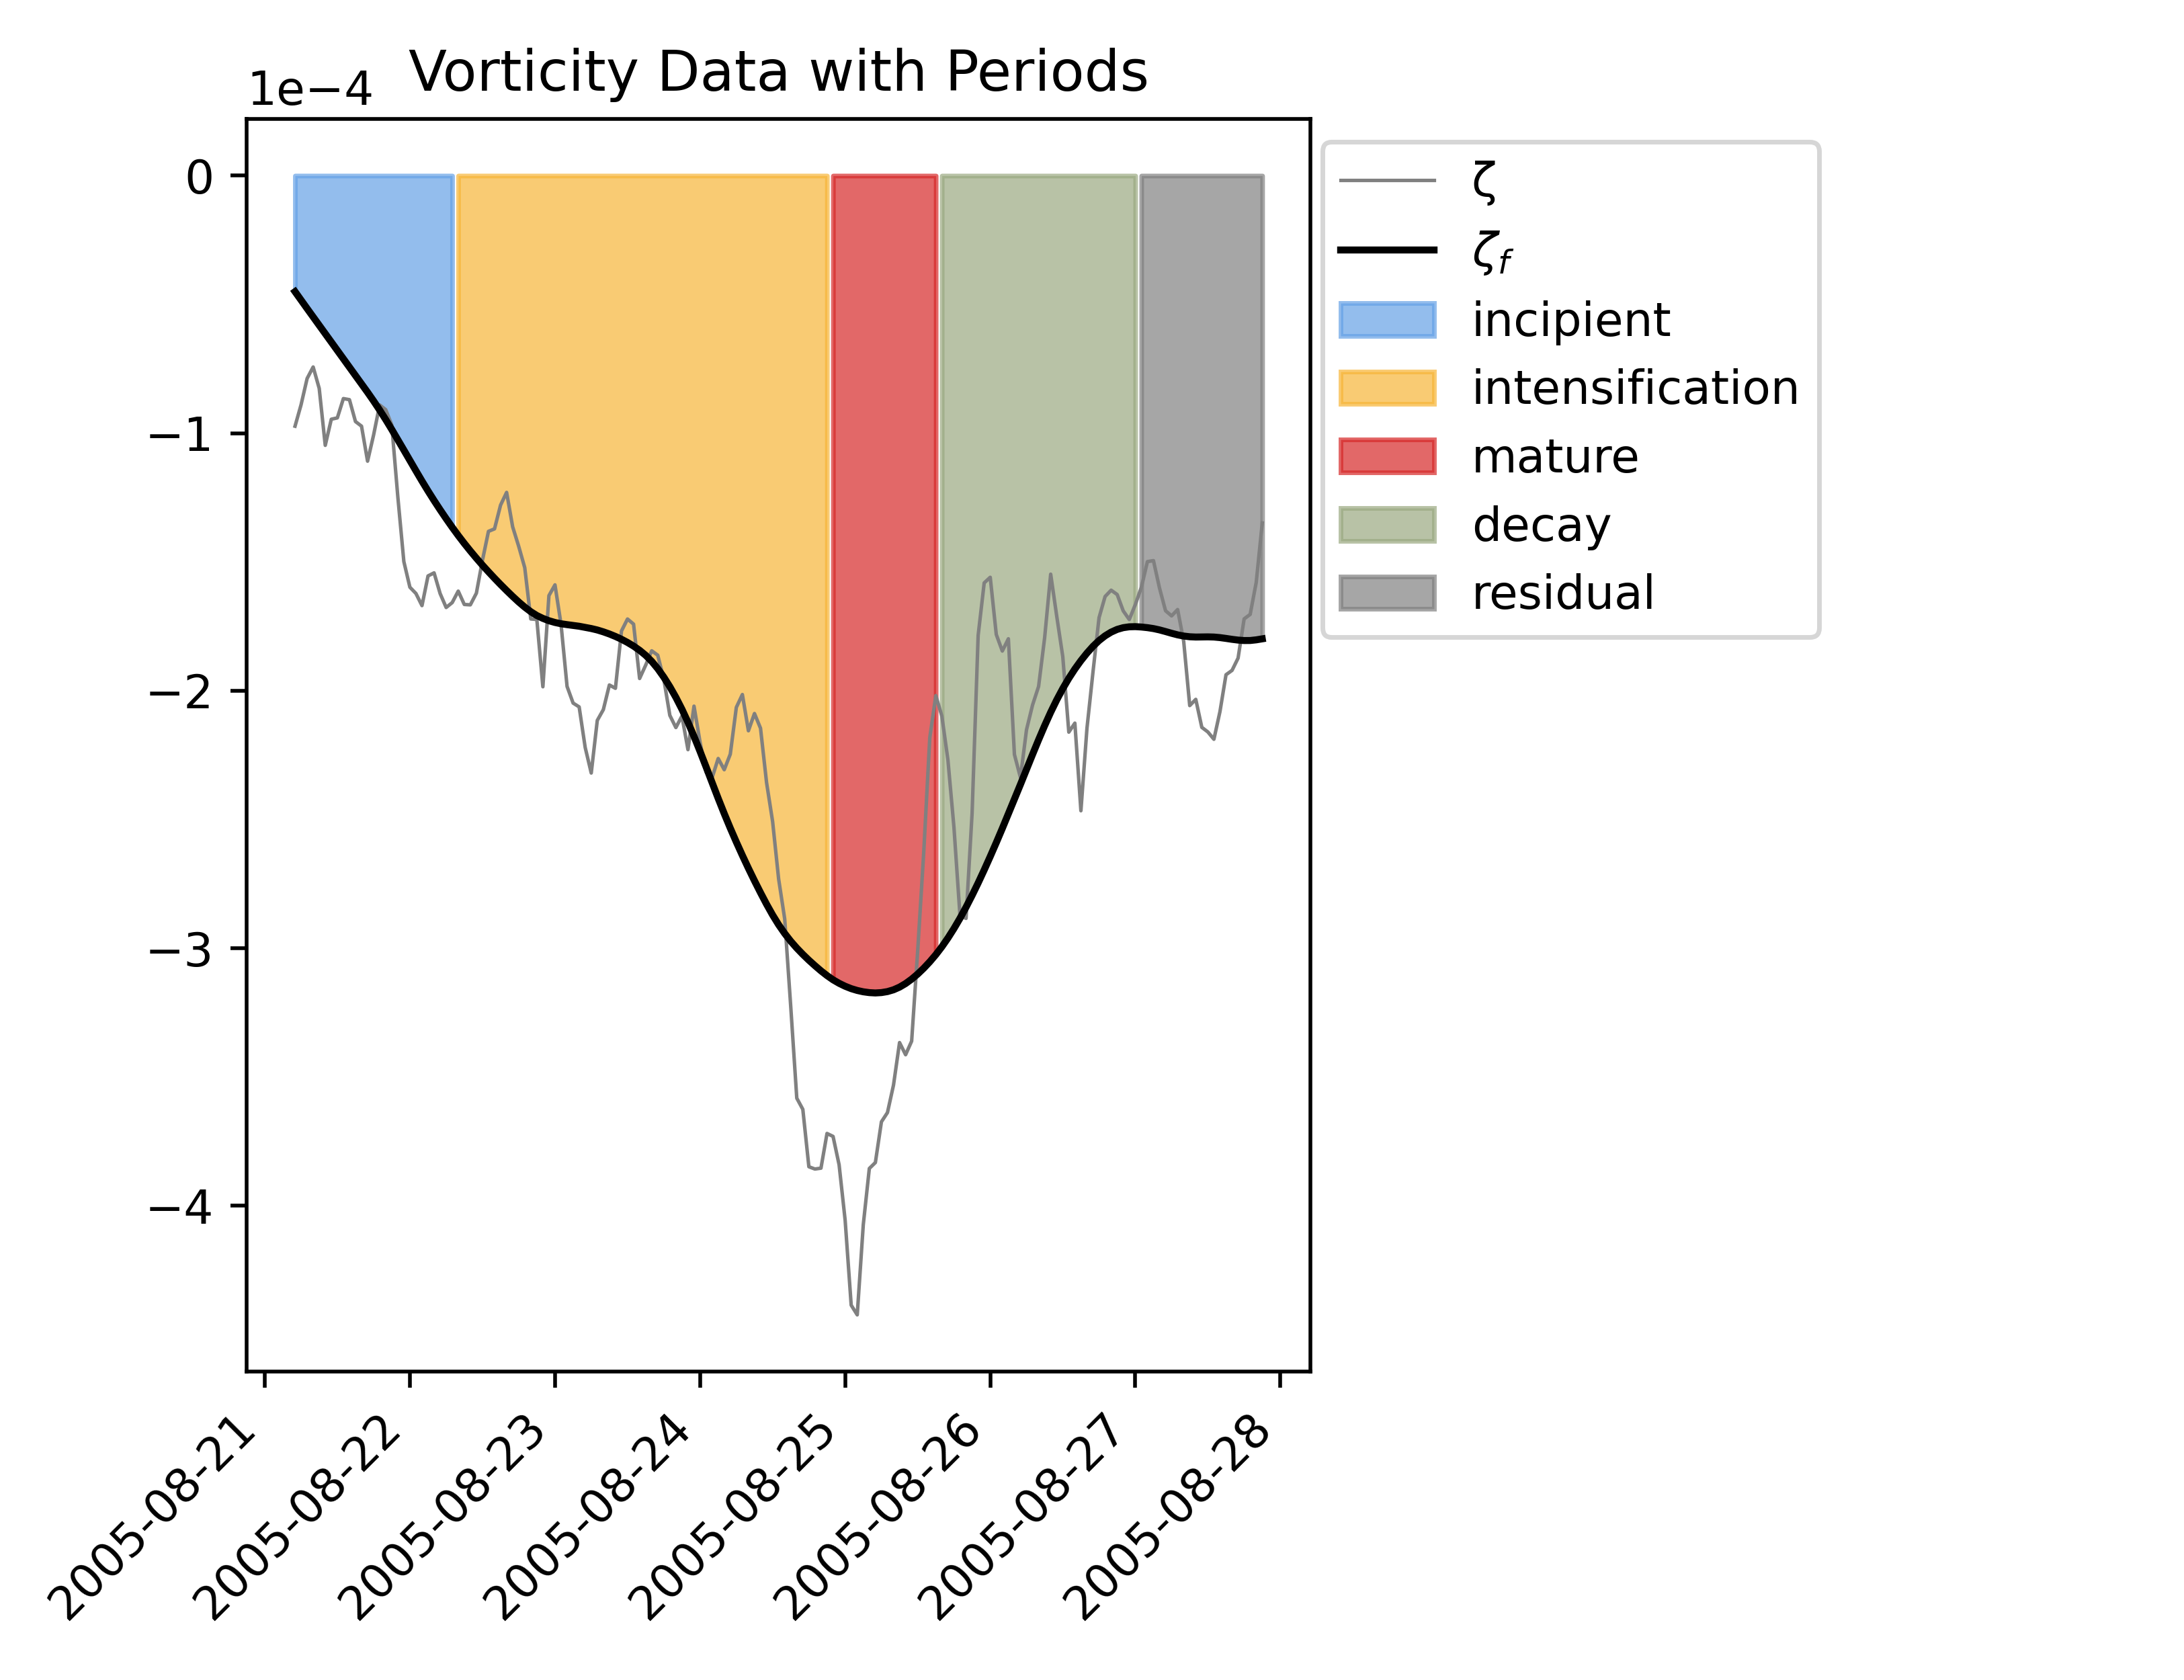 Vorticity Data with Periods
1e−4
0
−1
−2
−3
−4
2005-08-21
2005-08-22
2005-08-23
2005-08-24
2005-08-25
2005-08-26
2005-08-27
2005-08-28
ζ
ζf
incipient
intensification
mature
decay
residual